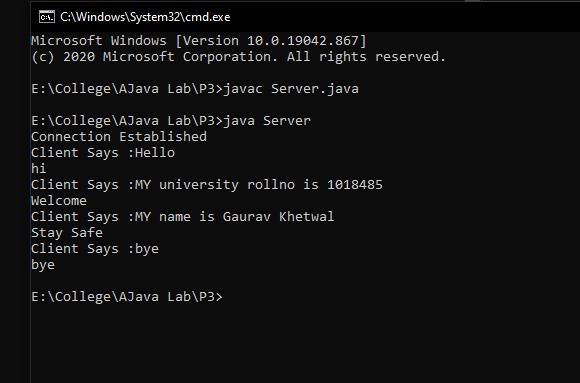 C:\Windows\System32\cmd.exe
Microsoft Windows [Version 10.0.19042.867]
(c) 2020 Microsoft Corporation. All rights reserved.
E:\College\AJava Lab\P3>javac Server.java
E:\College\AJava Lab\P3>java Server
Connection Established
Client Says :Hello
hi
Client Says :MY university rollno is 1018485
Welcome
Client Says :MY name is Gaurav Khetwal
Stay Safe
Client Says :bye
bye
E:\College\AJava Lab\P3>